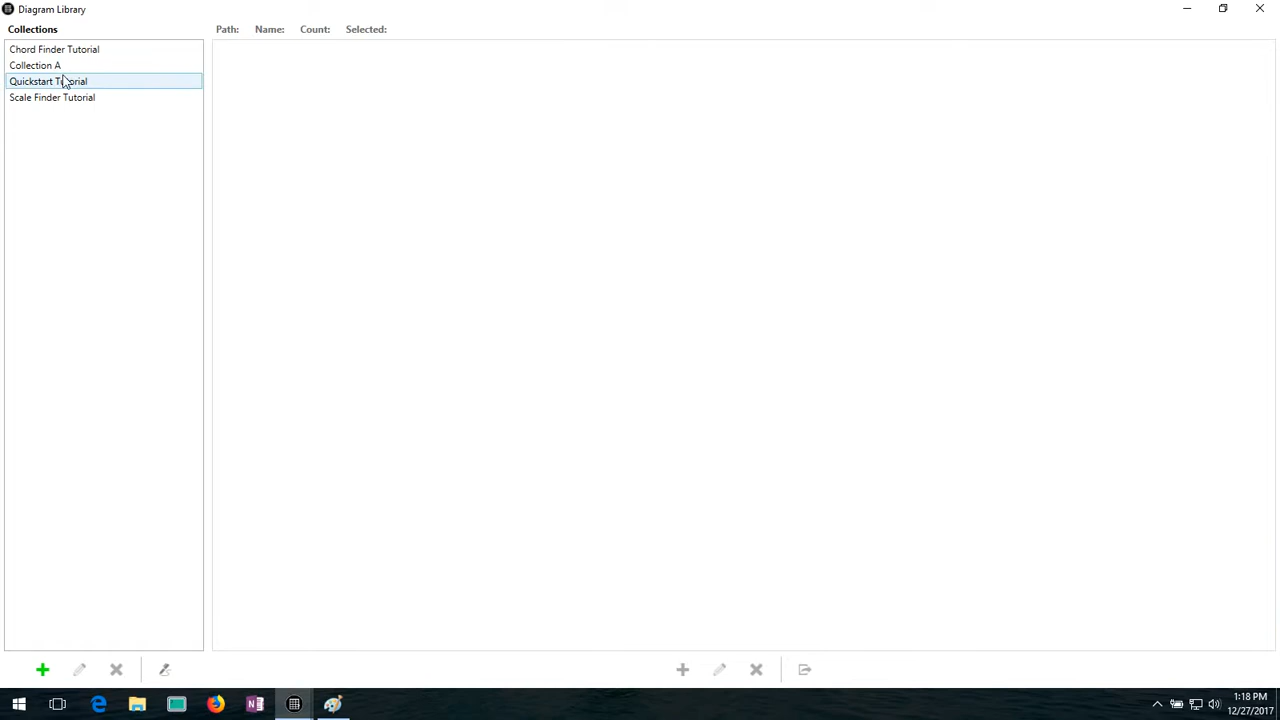 Diagram Library
Collections
Path: Name: Count: Selected:
Chord Finder Tutorial
Collection A
Quickstart Tutorial
Scale Finder Tutorial
1:18 PM
12/27/2017